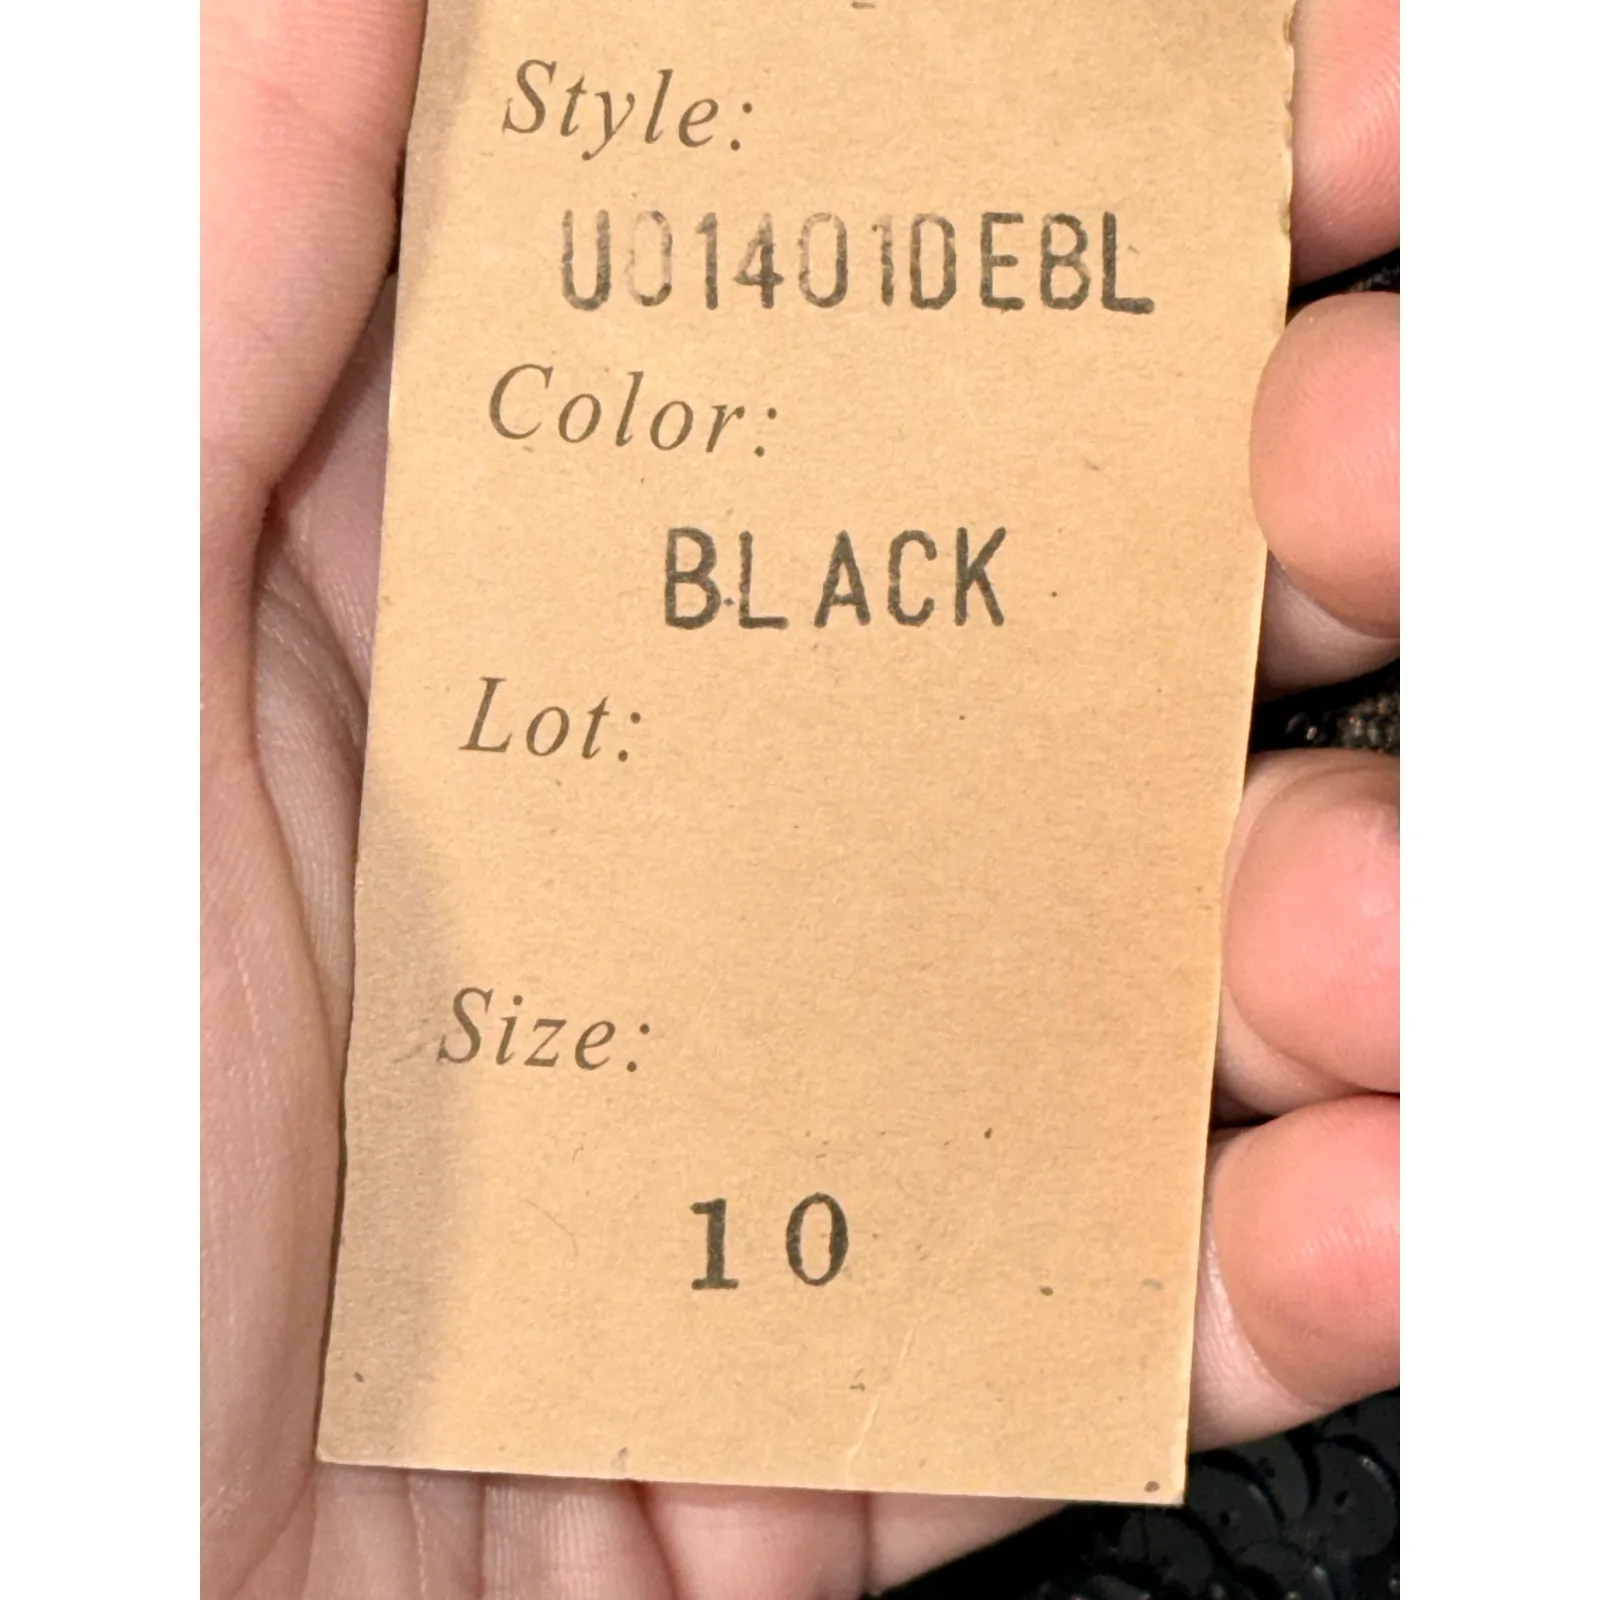 Style:
U01401DEBL
Color:
BLACK
Lot:
Size:
10